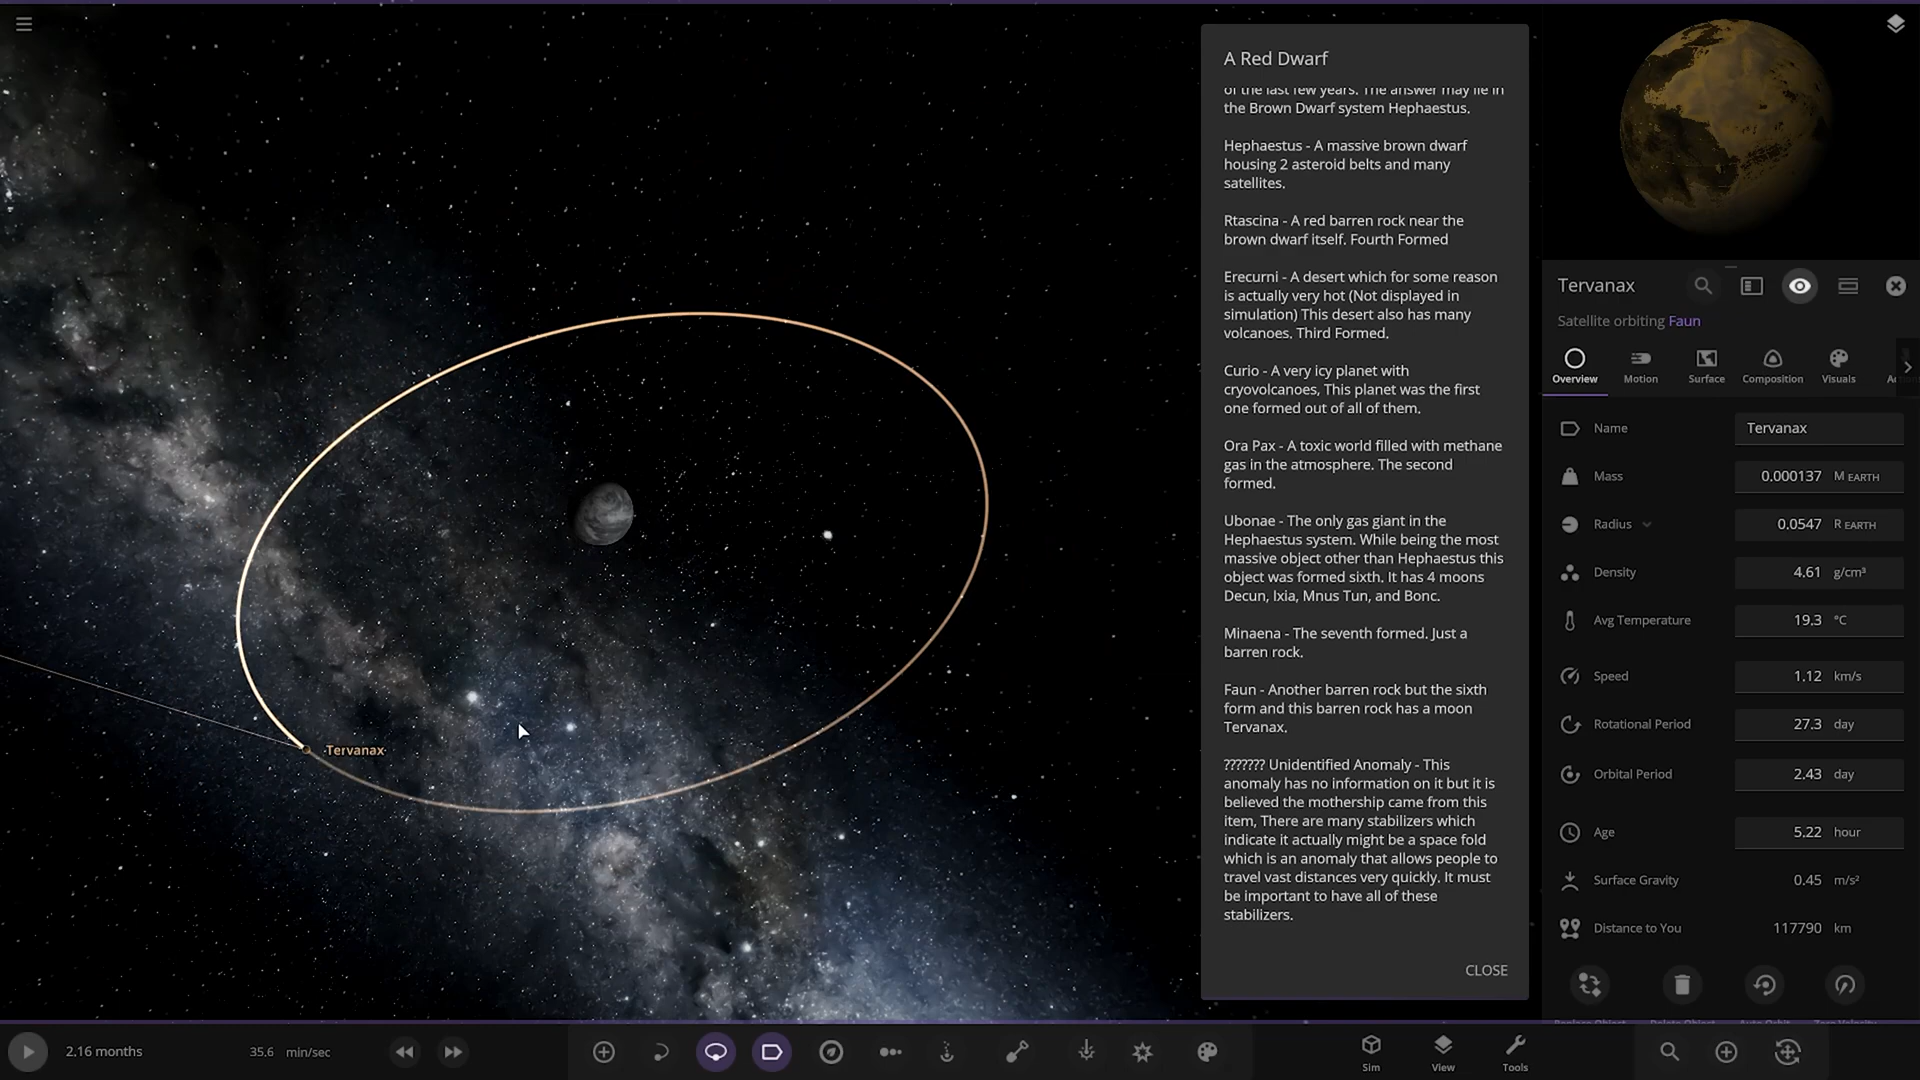 A Red Dwarf
of the last few years. The answer may lie in
the Brown Dwarf system Hephaestus.
Hephaestus - A massive brown dwarf
housing 2 asteroid belts and many
satellites.
Rtascina - A red barren rock near the
brown dwarf itself. Fourth Formed
Erecurni - A desert which for some reason
is actually very hot (Not displayed in
simulation) This desert also has many
volcanoes. Third Formed.
Curio - A very icy planet with
cryovolcanoes, This planet was the first
one formed out of all of them.
Ora Pax - A toxic world filled with methane
gas in the atmosphere. The second
formed.
Ubonae - The only gas giant in the
Hephaestus system. While being the most
massive object other than Hephaestus this
object was formed sixth. It has 4 moons
Decun, Ixia, Mnus Tun, and Bonc.
Minaena - The seventh formed. Just a
barren rock.
Faun - Another barren rock but the sixth
form and this barren rock has a moon
Tervanax.
??????? Unidentified Anomaly - This
anomaly has no information on it but it is
believed the mothership came from this
item, There are many stabilizers which
indicate it actually might be a space fold
which is an anomaly that allows people to
travel vast distances very quickly. It must
be important to have all of these
stabilizers.
CLOSE
Tervanax
Tervanax
Satellite orbiting Faun
Overview Motion Surface Composition Visuals
Name Tervanax
Mass 0.000137 M EARTH
Radius 0.0547 R EARTH
Density 4.61 g/cm³
Avg Temperature 19.3 °C
Speed 1.12 km/s
Rotational Period 27.3 day
Orbital Period 2.43 day
Age 5.22 hour
Surface Gravity 0.45 m/s²
Distance to You 117790 km
2.16 months 35.6 min/sec
Sim View Tools